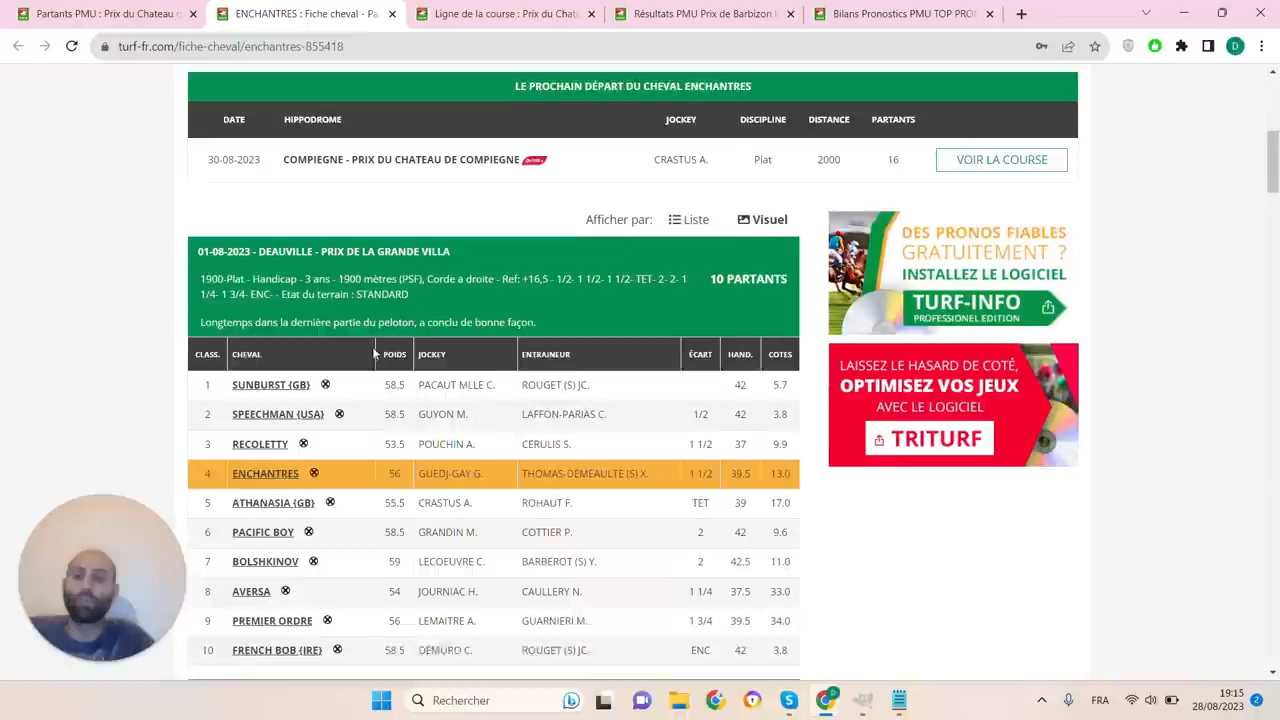 Partants PMU : Prix du Ch
ENCHANTRES - Pa
Ligne de la course : Prix du Chat
Résultats PMU Prix de Barbizon
Bilans Partants PMU TOP PRO
turf-fr.com/fiche-cheval/enchantres-855418
D
LE PROCHAIN DÉPART DU CHEVAL ENCHANTRES
DATE HIPPODROME JOCKEY DISCIPLINE DISTANCE PARTANTS
30-08-2023 COMPIEGNE - PRIX DU CHATEAU DE COMPIEGNE CRASTUS A. Plat 2000 16 VOIR LA COURSE
Afficher par: Liste Visuel
01-08-2023 - DEAUVILLE - PRIX DE LA GRANDE VILLA
1900-Plat - Handicap - 3 ans - 1900 mètres (PSF), Corde a droite - Ref: +16,5 - 1/2- 1 1/2- 1 1/2- TET- 2- 2- 1
1/4- 1 3/4- ENC- - Etat du terrain : STANDARD
10 PARTANTS
Longtemps dans la dernière partie du peloton, a conclu de bonne façon.
CLASS. CHEVAL POIDS JOCKEY ENTRAINEUR ÉCART HAND. COTES
1 SUNBURST {GB} 58.5 PACAUT MLLE C. ROUGET (S) JC. 42 5.7
2 SPEECHMAN {USA} 58.5 GUYON M. LAFFON-PARIAS C. 1/2 42 3.8
3 RECOLETTY 53.5 POUCHIN A. CERULIS S. 1 1/2 37 9.9
4 ENCHANTRES 56 GUEDJ-GAY G. THOMAS-DEMEAULTE (S) X. 1 1/2 39.5 13.0
5 ATHANASIA {GB} 55.5 CRASTUS A. ROHAUT F. TET 39 17.0
6 PACIFIC BOY 58.5 GRANDIN M. COTTIER P. 2 42 9.6
7 BOLSHKINOV 59 LECOEUVRE C. BARBEROT (S) Y. 2 42.5 11.0
8 AVERSA 54 JOURNIAC H. CAULLERY N. 1 1/4 37.5 33.0
9 PREMIER ORDRE 56 LEMAITRE A. GUARNIERI M. 1 3/4 39.5 34.0
10 FRENCH BOB {IRE} 58.5 DEMURO C. ROUGET (S) JC. ENC 42 3.8
DES PRONOS FIABLES
GRATUITEMENT ?
INSTALLEZ LE LOGICIEL
TURF-INFO
PROFESSIONEL EDITION
LAISSEZ LE HASARD DE COTÉ,
OPTIMISEZ VOS JEUX
AVEC LE LOGICIEL
TRITURF
Rechercher
FRA
19:15
28/08/2023
2